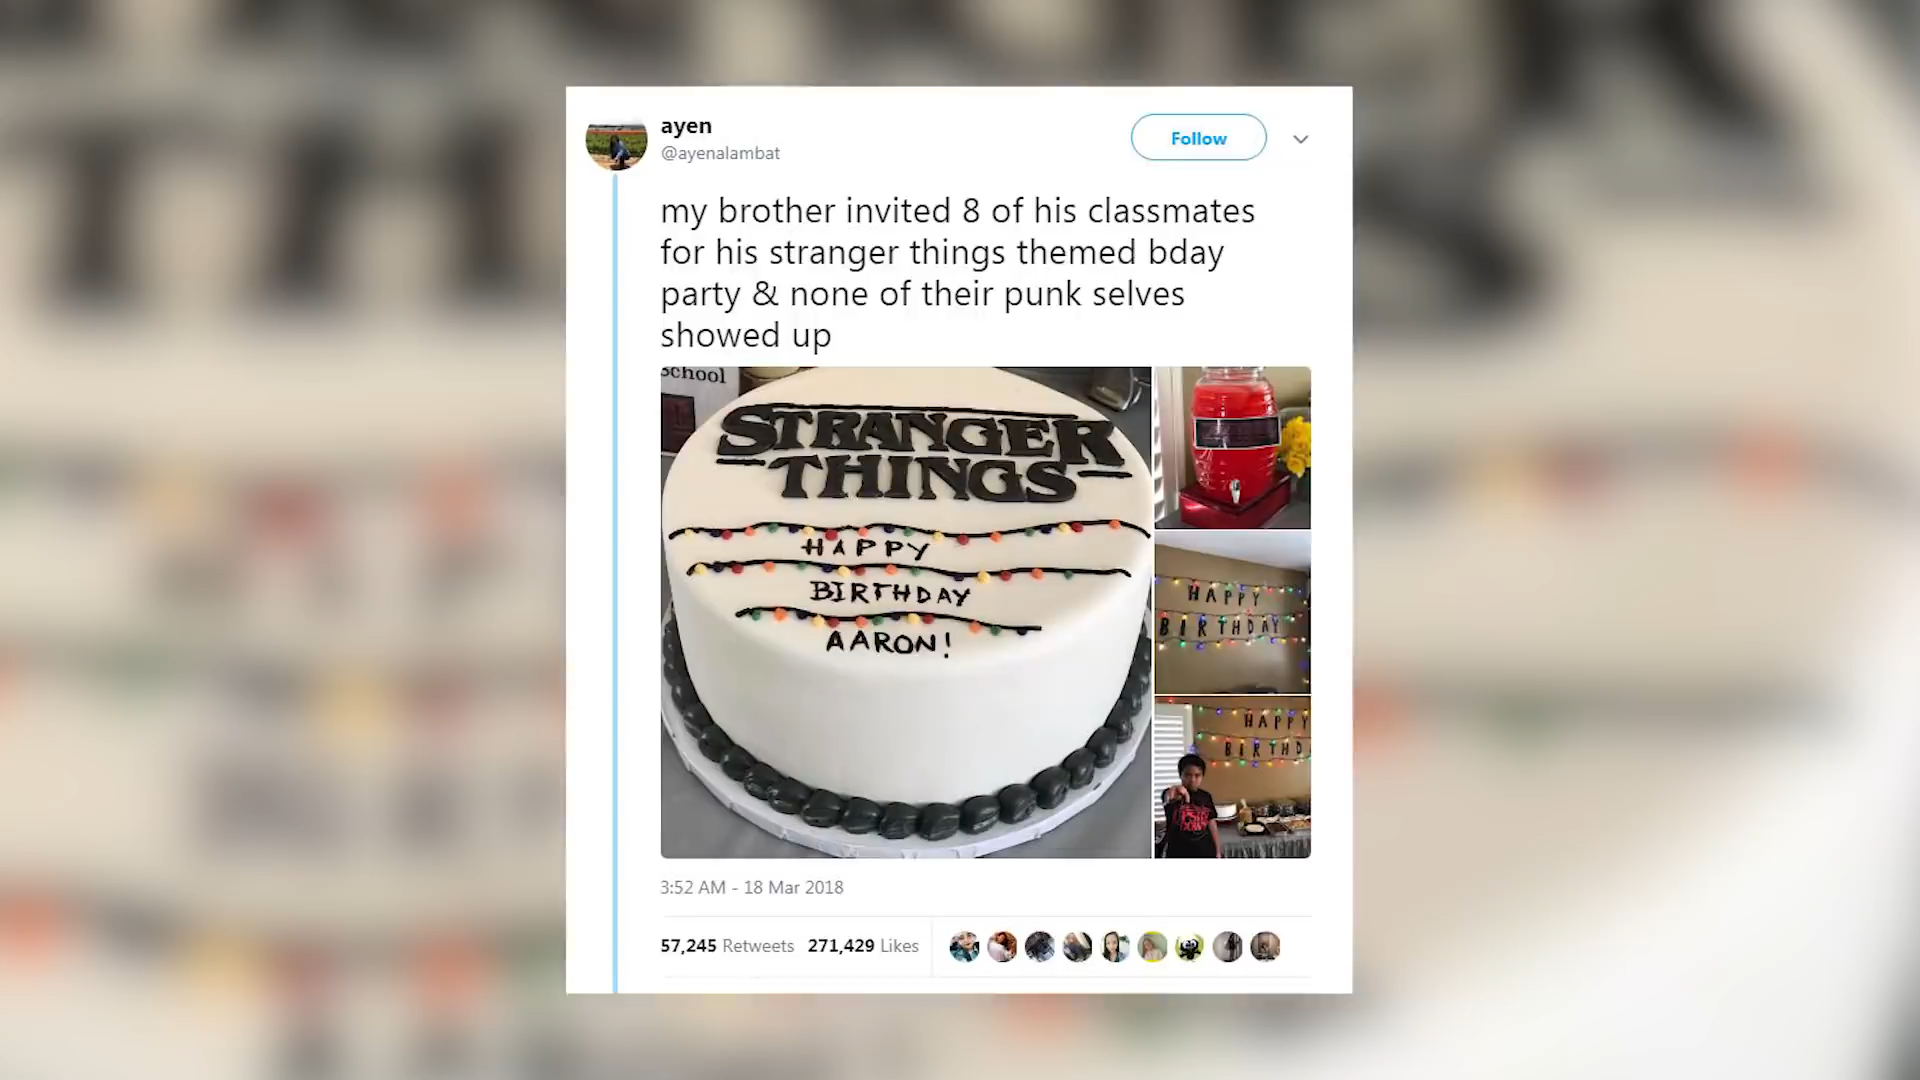 ayen
@ayenalambat
Follow
my brother invited 8 of his classmates
for his stranger things themed bday
party & none of their punk selves
showed up
School
STRANGER
THINGS
HAPPY
BIRTHDAY
AARON!
HAPPY
BIRTHDAY
HAPPY
BIRTHD
3:52 AM - 18 Mar 2018
57,245 Retweets 271,429 Likes